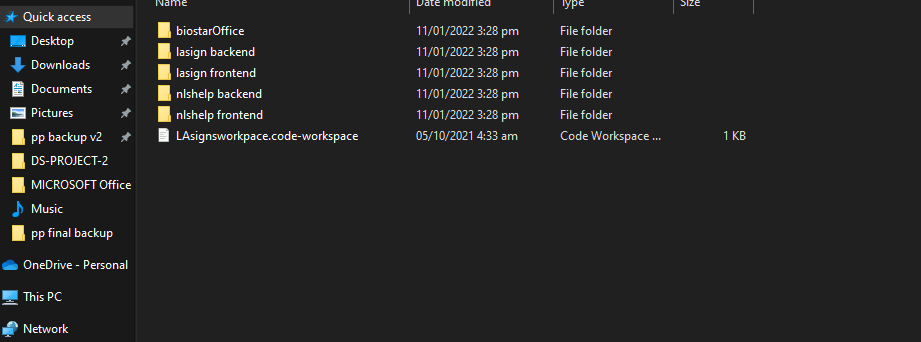 Name Date modified Type Size
Quick access
Desktop
Downloads
Documents
Pictures
pp backup v2
DS-PROJECT-2
MICROSOFT Office
Music
pp final backup
OneDrive - Personal
This PC
Network
biostarOffice 11/01/2022 3:28 pm File folder
lasign backend 11/01/2022 3:28 pm File folder
lasign frontend 11/01/2022 3:28 pm File folder
nlshelp backend 11/01/2022 3:28 pm File folder
nlshelp frontend 11/01/2022 3:28 pm File folder
LAsignsworkpace.code-workspace 05/10/2021 4:33 am Code Workspace ... 1 KB